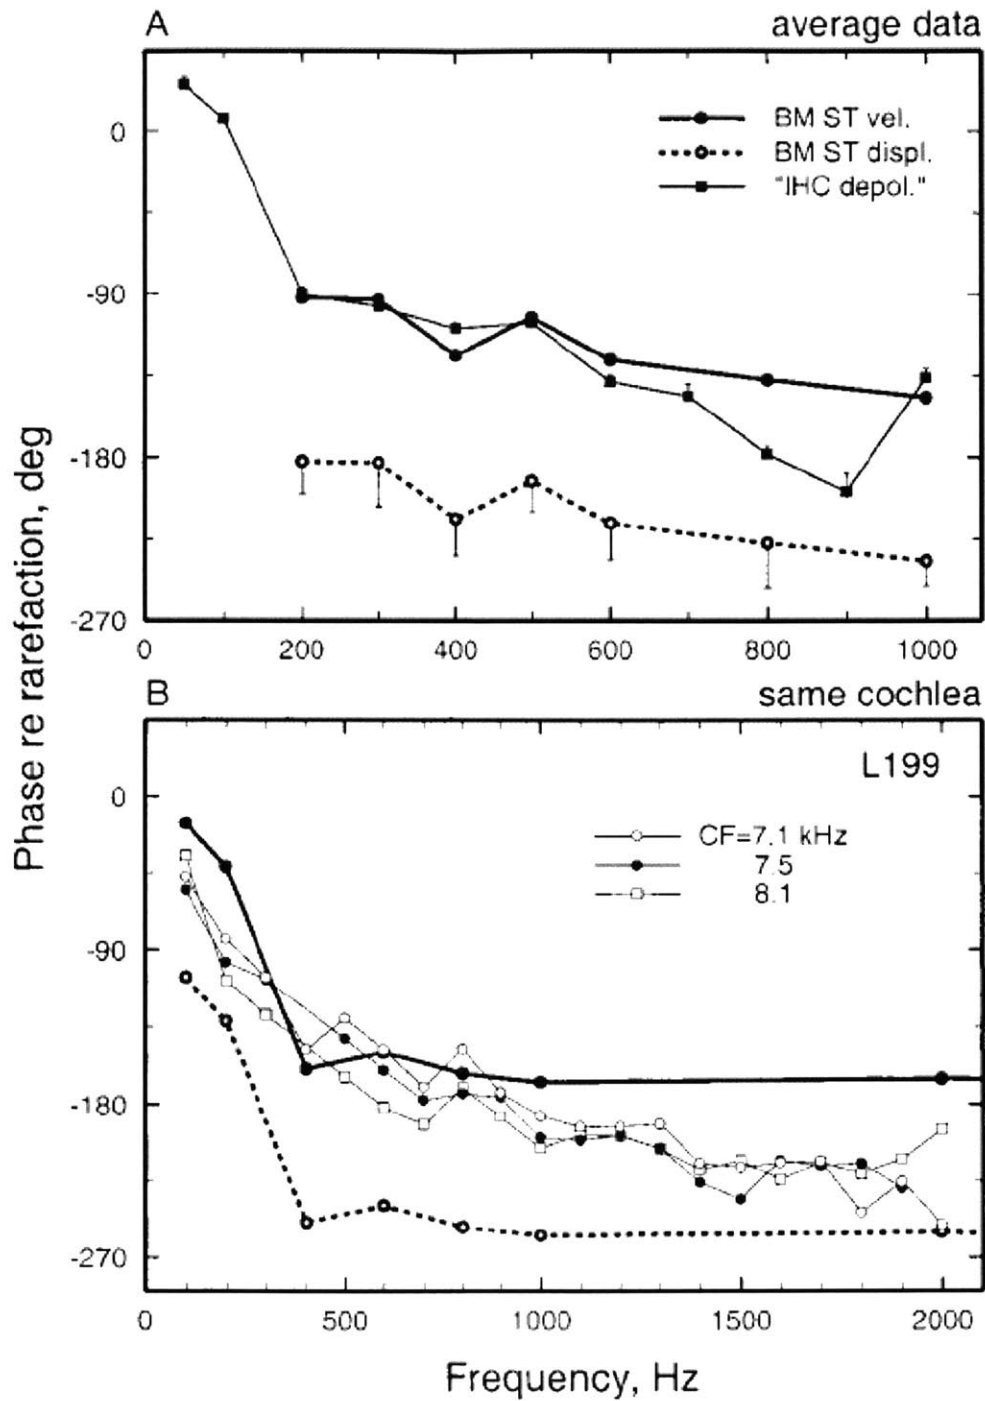 A
average data
BM ST vel.
BM ST displ.
"IHC depol."
0
-90
-180
-270
0
200
400
600
800
1000
Phase re rarefaction, deg
B
same cochlea
L199
CF=7.1 kHz
7.5
8.1
0
-90
-180
-270
0
500
1000
1500
2000
Frequency, Hz